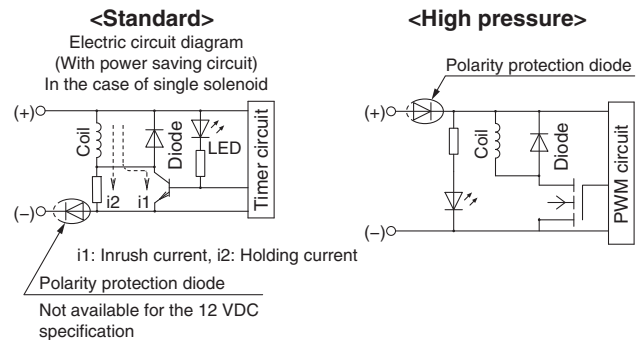 <Standard>
Electric circuit diagram
(With power saving circuit)
In the case of single solenoid
(+)
Coil
Diode
LED
Timer circuit
i2
i1
(−)
i1: Inrush current, i2: Holding current
Polarity protection diode
Not available for the 12 VDC
specification
<High pressure>
Polarity protection diode
(+)
Coil
Diode
PWM circuit
(−)